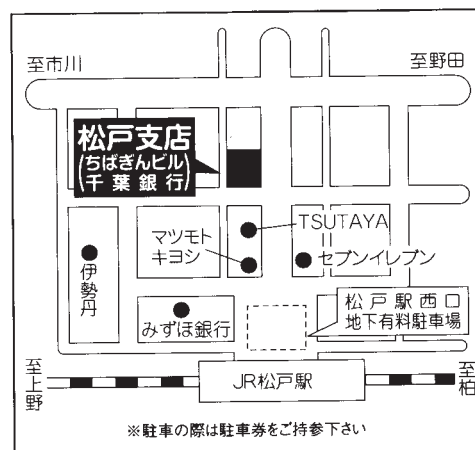 至市川
至野田
松戸支店
(ちばぎんビル)
(千葉銀行)
TSUTAYA
マツモト
キヨシ
セブンイレブン
伊勢丹
みずほ銀行
松戸駅西口
地下有料駐車場
至上野
JR松戸駅
至柏
※駐車の際は駐車券をご持参下さい